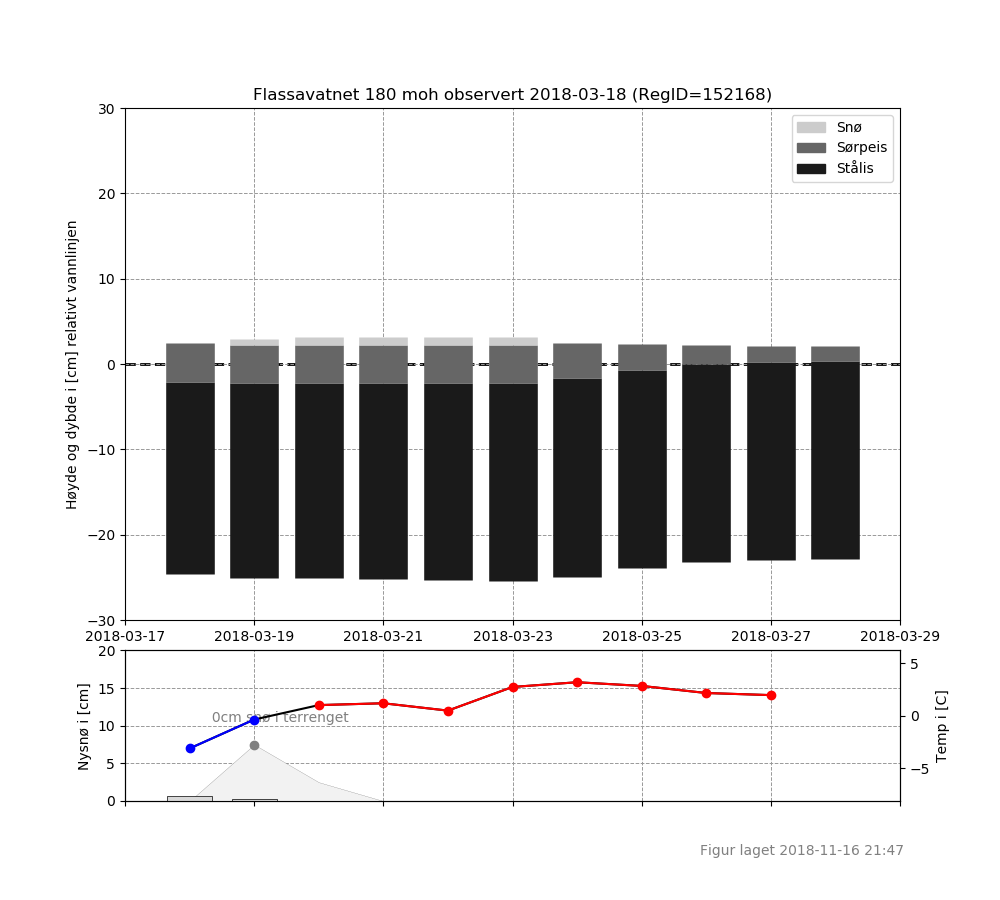 Flassavatnet 180 moh observert 2018-03-18 (RegID=152168)
Høyde og dybde i [cm] relativt vannlinjen
30
20
10
0
−10
−20
−30
Snø
Sørpeis
Stålis
2018-03-17 2018-03-19 2018-03-21 2018-03-23 2018-03-25 2018-03-27 2018-03-29
Nysnø i [cm]
20
15
10
5
0
0cm snø i terrenget
5
0
−5
Temp i [C]
Figur laget 2018-11-16 21:47